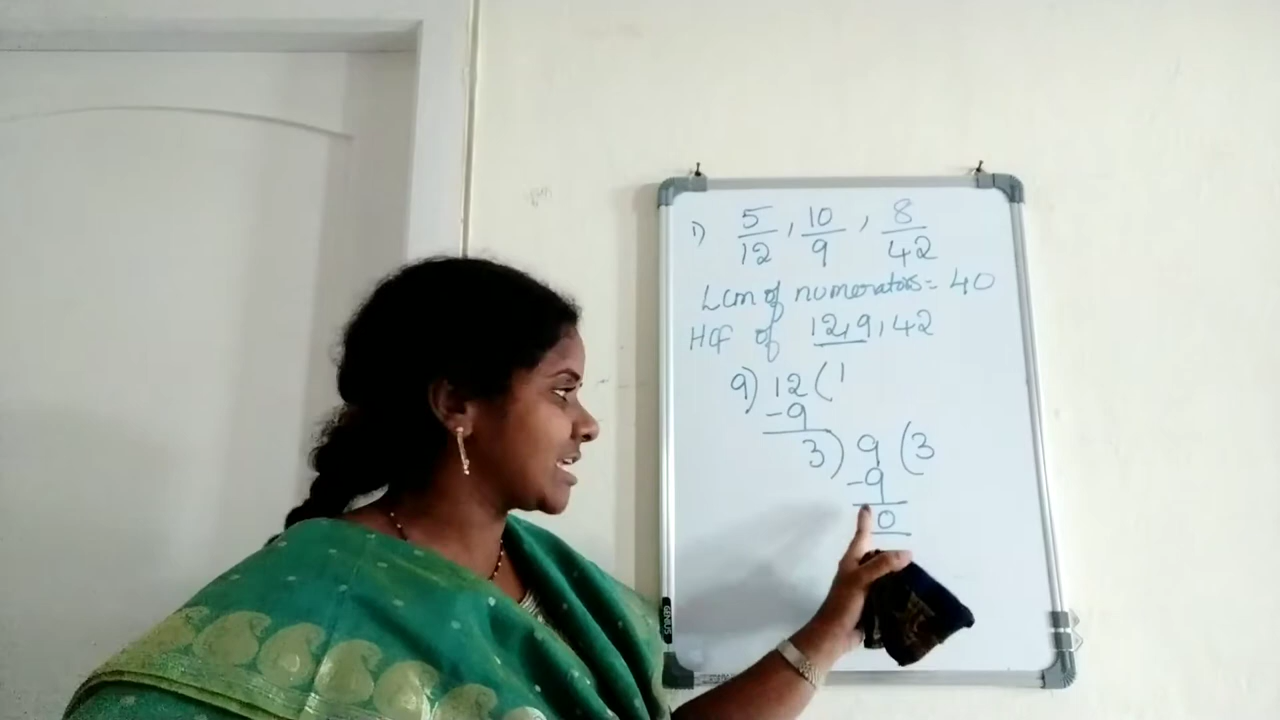 1) 5/12 , 10/9 , 8/42
Lcm of numerators = 40
Hcf of 12,9,42
9) 12 ( 1
-9
3) 9 ( 3
-9
0
GENIUS